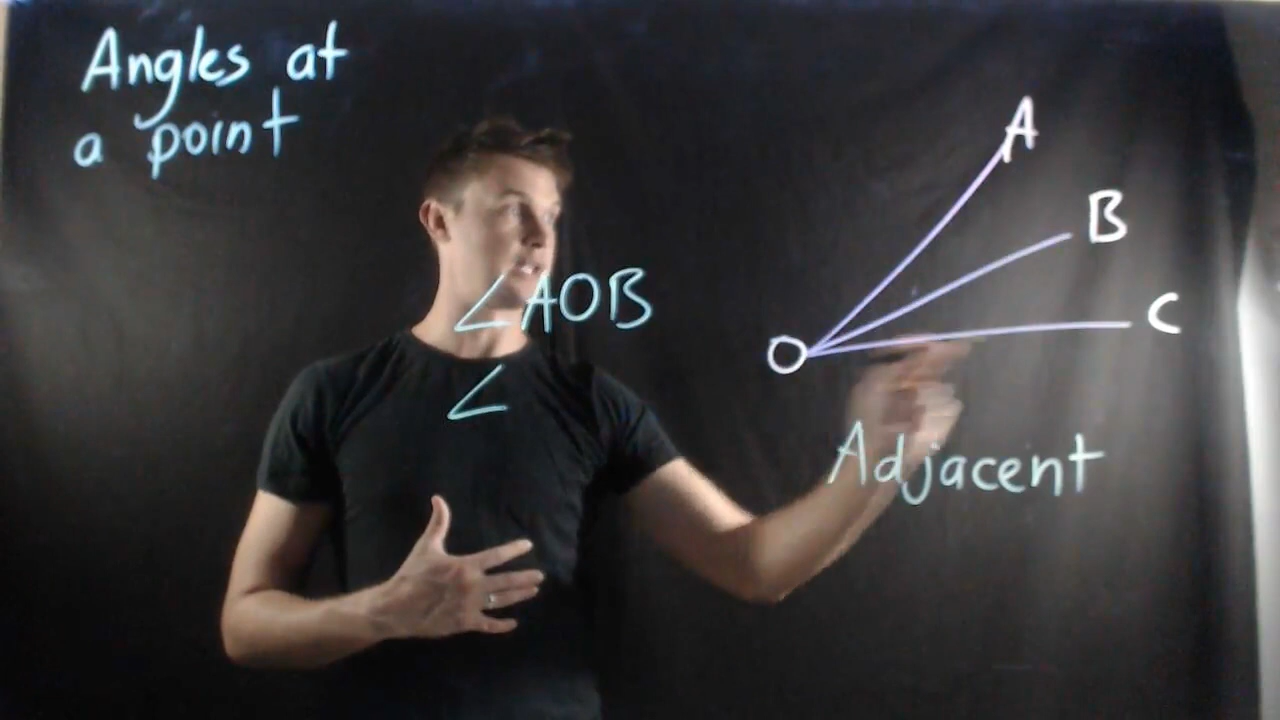 Angles at
a point
A
B
∠AOB
C
O
∠
Adjacent